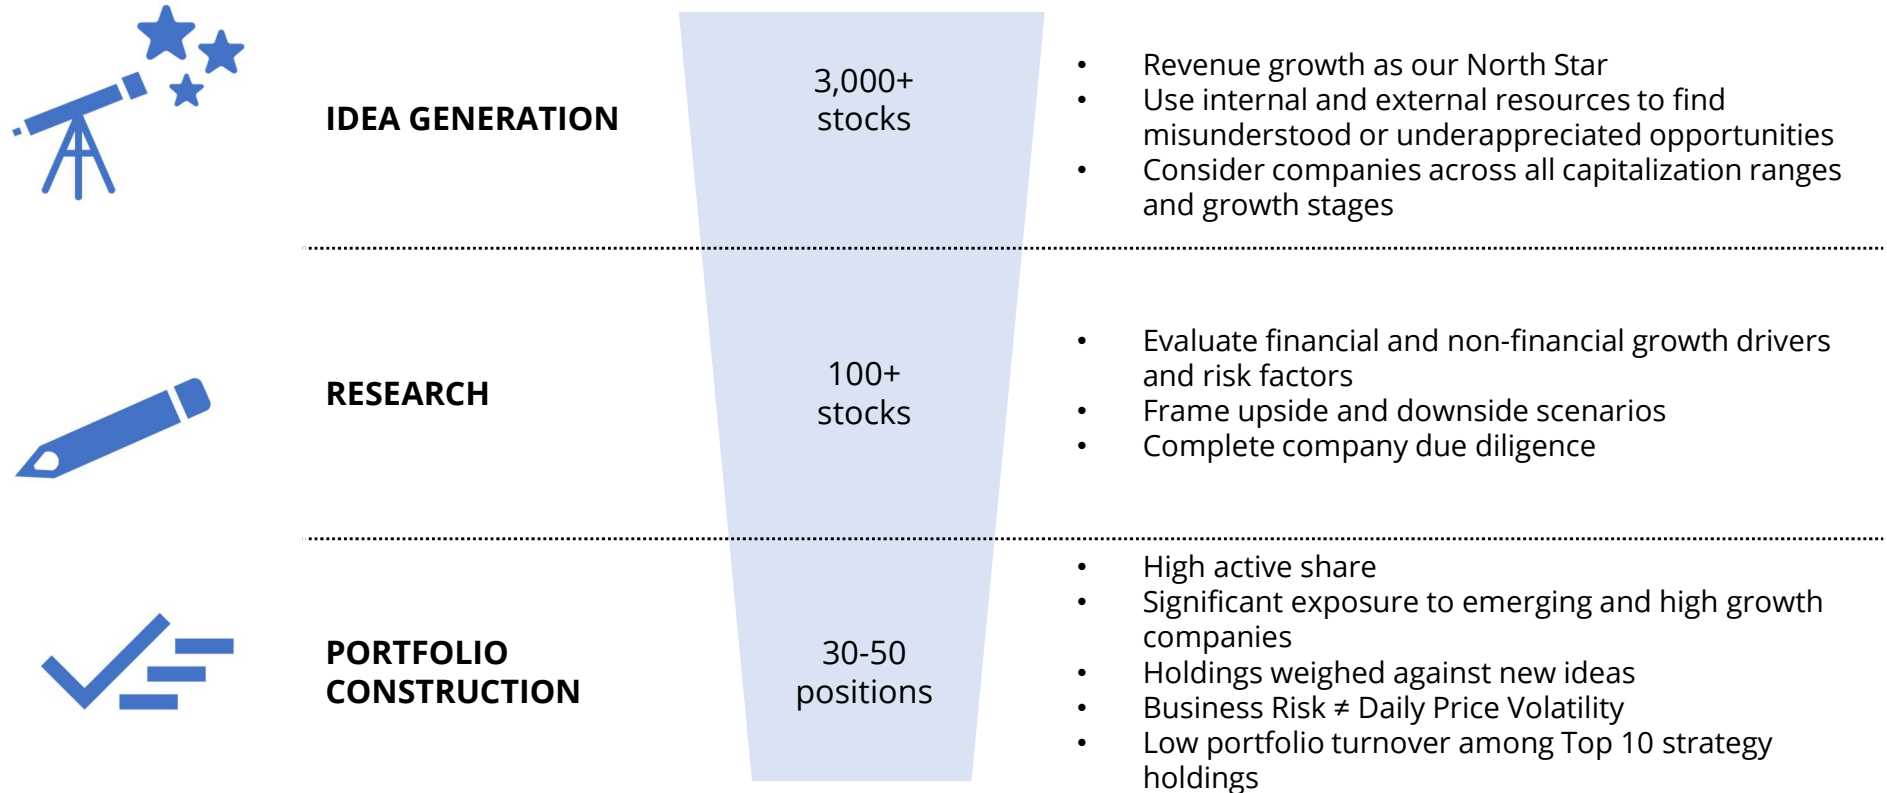 IDEA GENERATION
3,000+
stocks
• Revenue growth as our North Star
• Use internal and external resources to find
misunderstood or underappreciated opportunities
• Consider companies across all capitalization ranges
and growth stages
RESEARCH
100+
stocks
• Evaluate financial and non-financial growth drivers
and risk factors
• Frame upside and downside scenarios
• Complete company due diligence
PORTFOLIO
CONSTRUCTION
30-50
positions
• High active share
• Significant exposure to emerging and high growth
companies
• Holdings weighed against new ideas
• Business Risk ≠ Daily Price Volatility
• Low portfolio turnover among Top 10 strategy
holdings